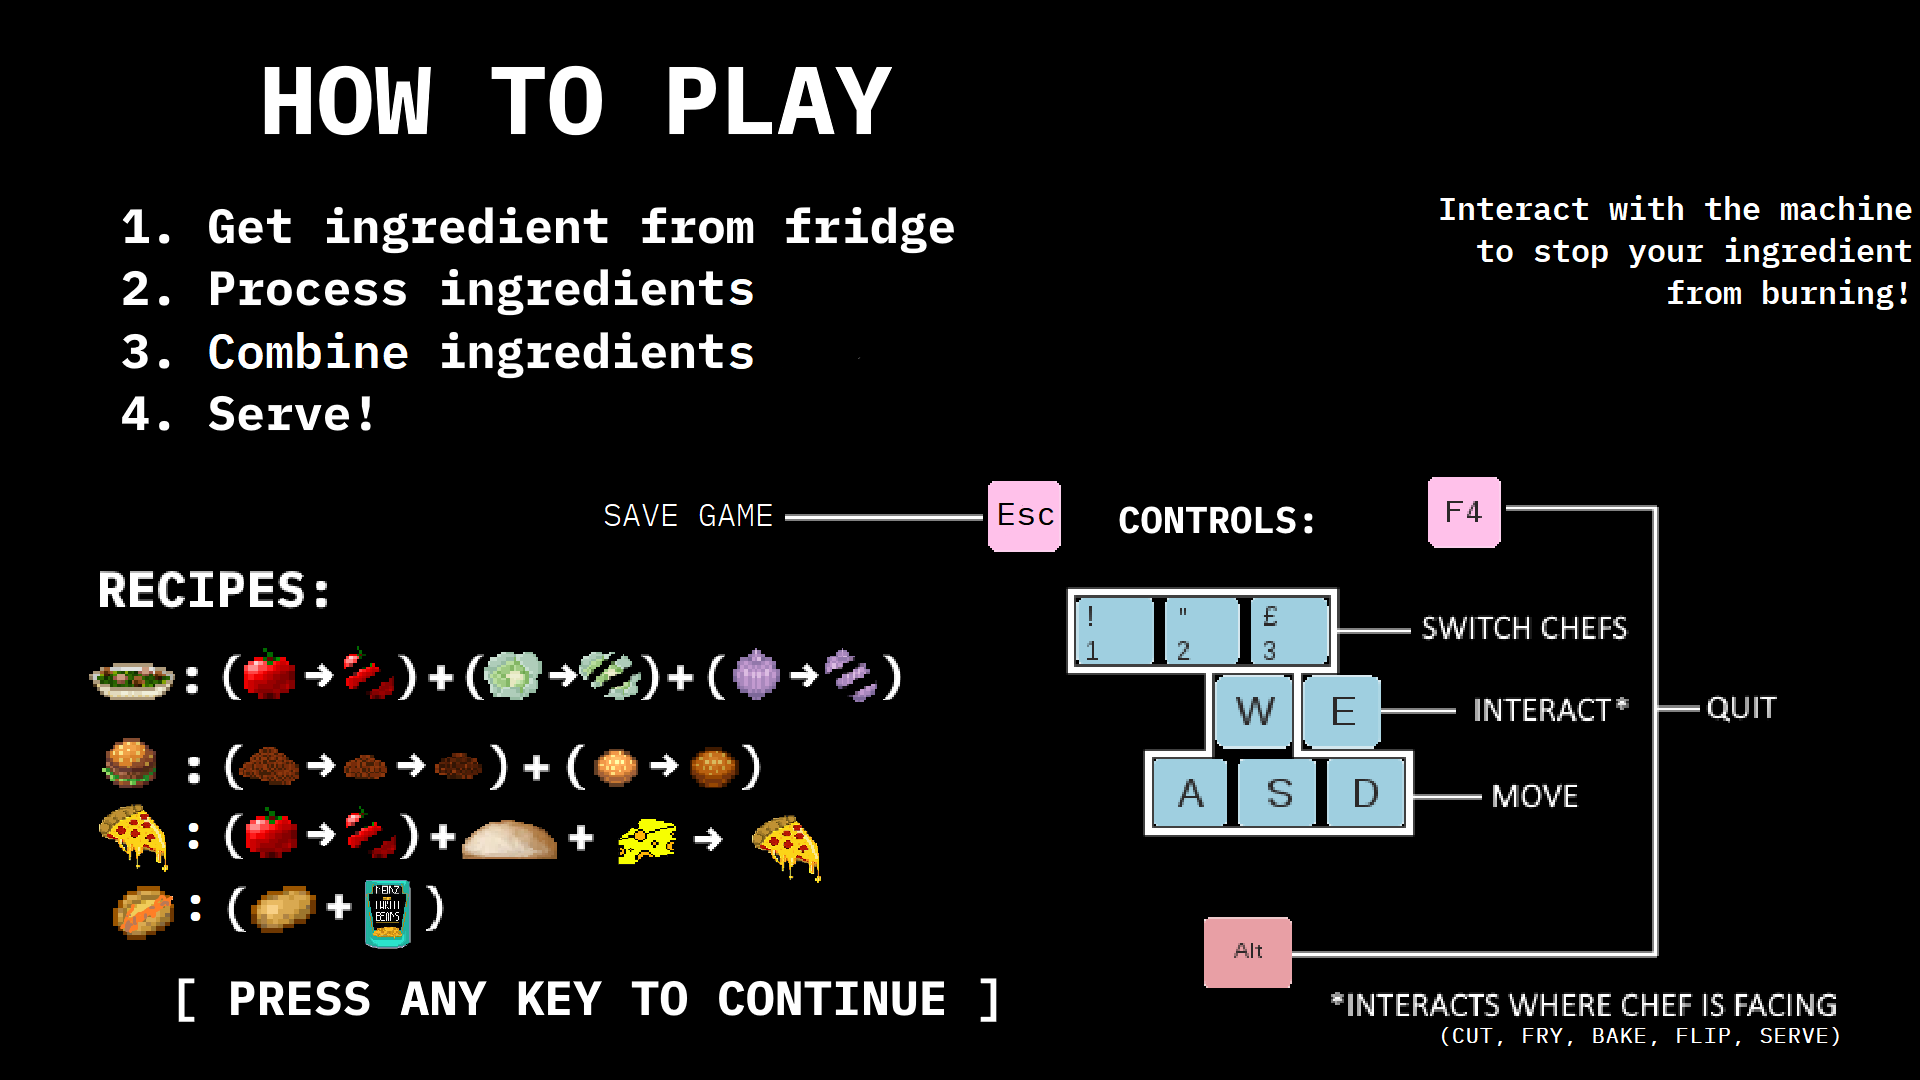 HOW TO PLAY
1. Get ingredient from fridge
2. Process ingredients
3. Combine ingredients
4. Serve!
Interact with the machine
to stop your ingredient
from burning!
SAVE GAME
Esc
CONTROLS:
F4
RECIPES:
! " £
1 2 3
SWITCH CHEFS
W E
INTERACT*
QUIT
A S D
MOVE
: ( → ) + ( → ) + ( → )
: ( → → ) + ( → )
: ( → ) + + →
: ( + )
HEINZ
BEANS
Alt
[ PRESS ANY KEY TO CONTINUE ]
*INTERACTS WHERE CHEF IS FACING
(CUT, FRY, BAKE, FLIP, SERVE)